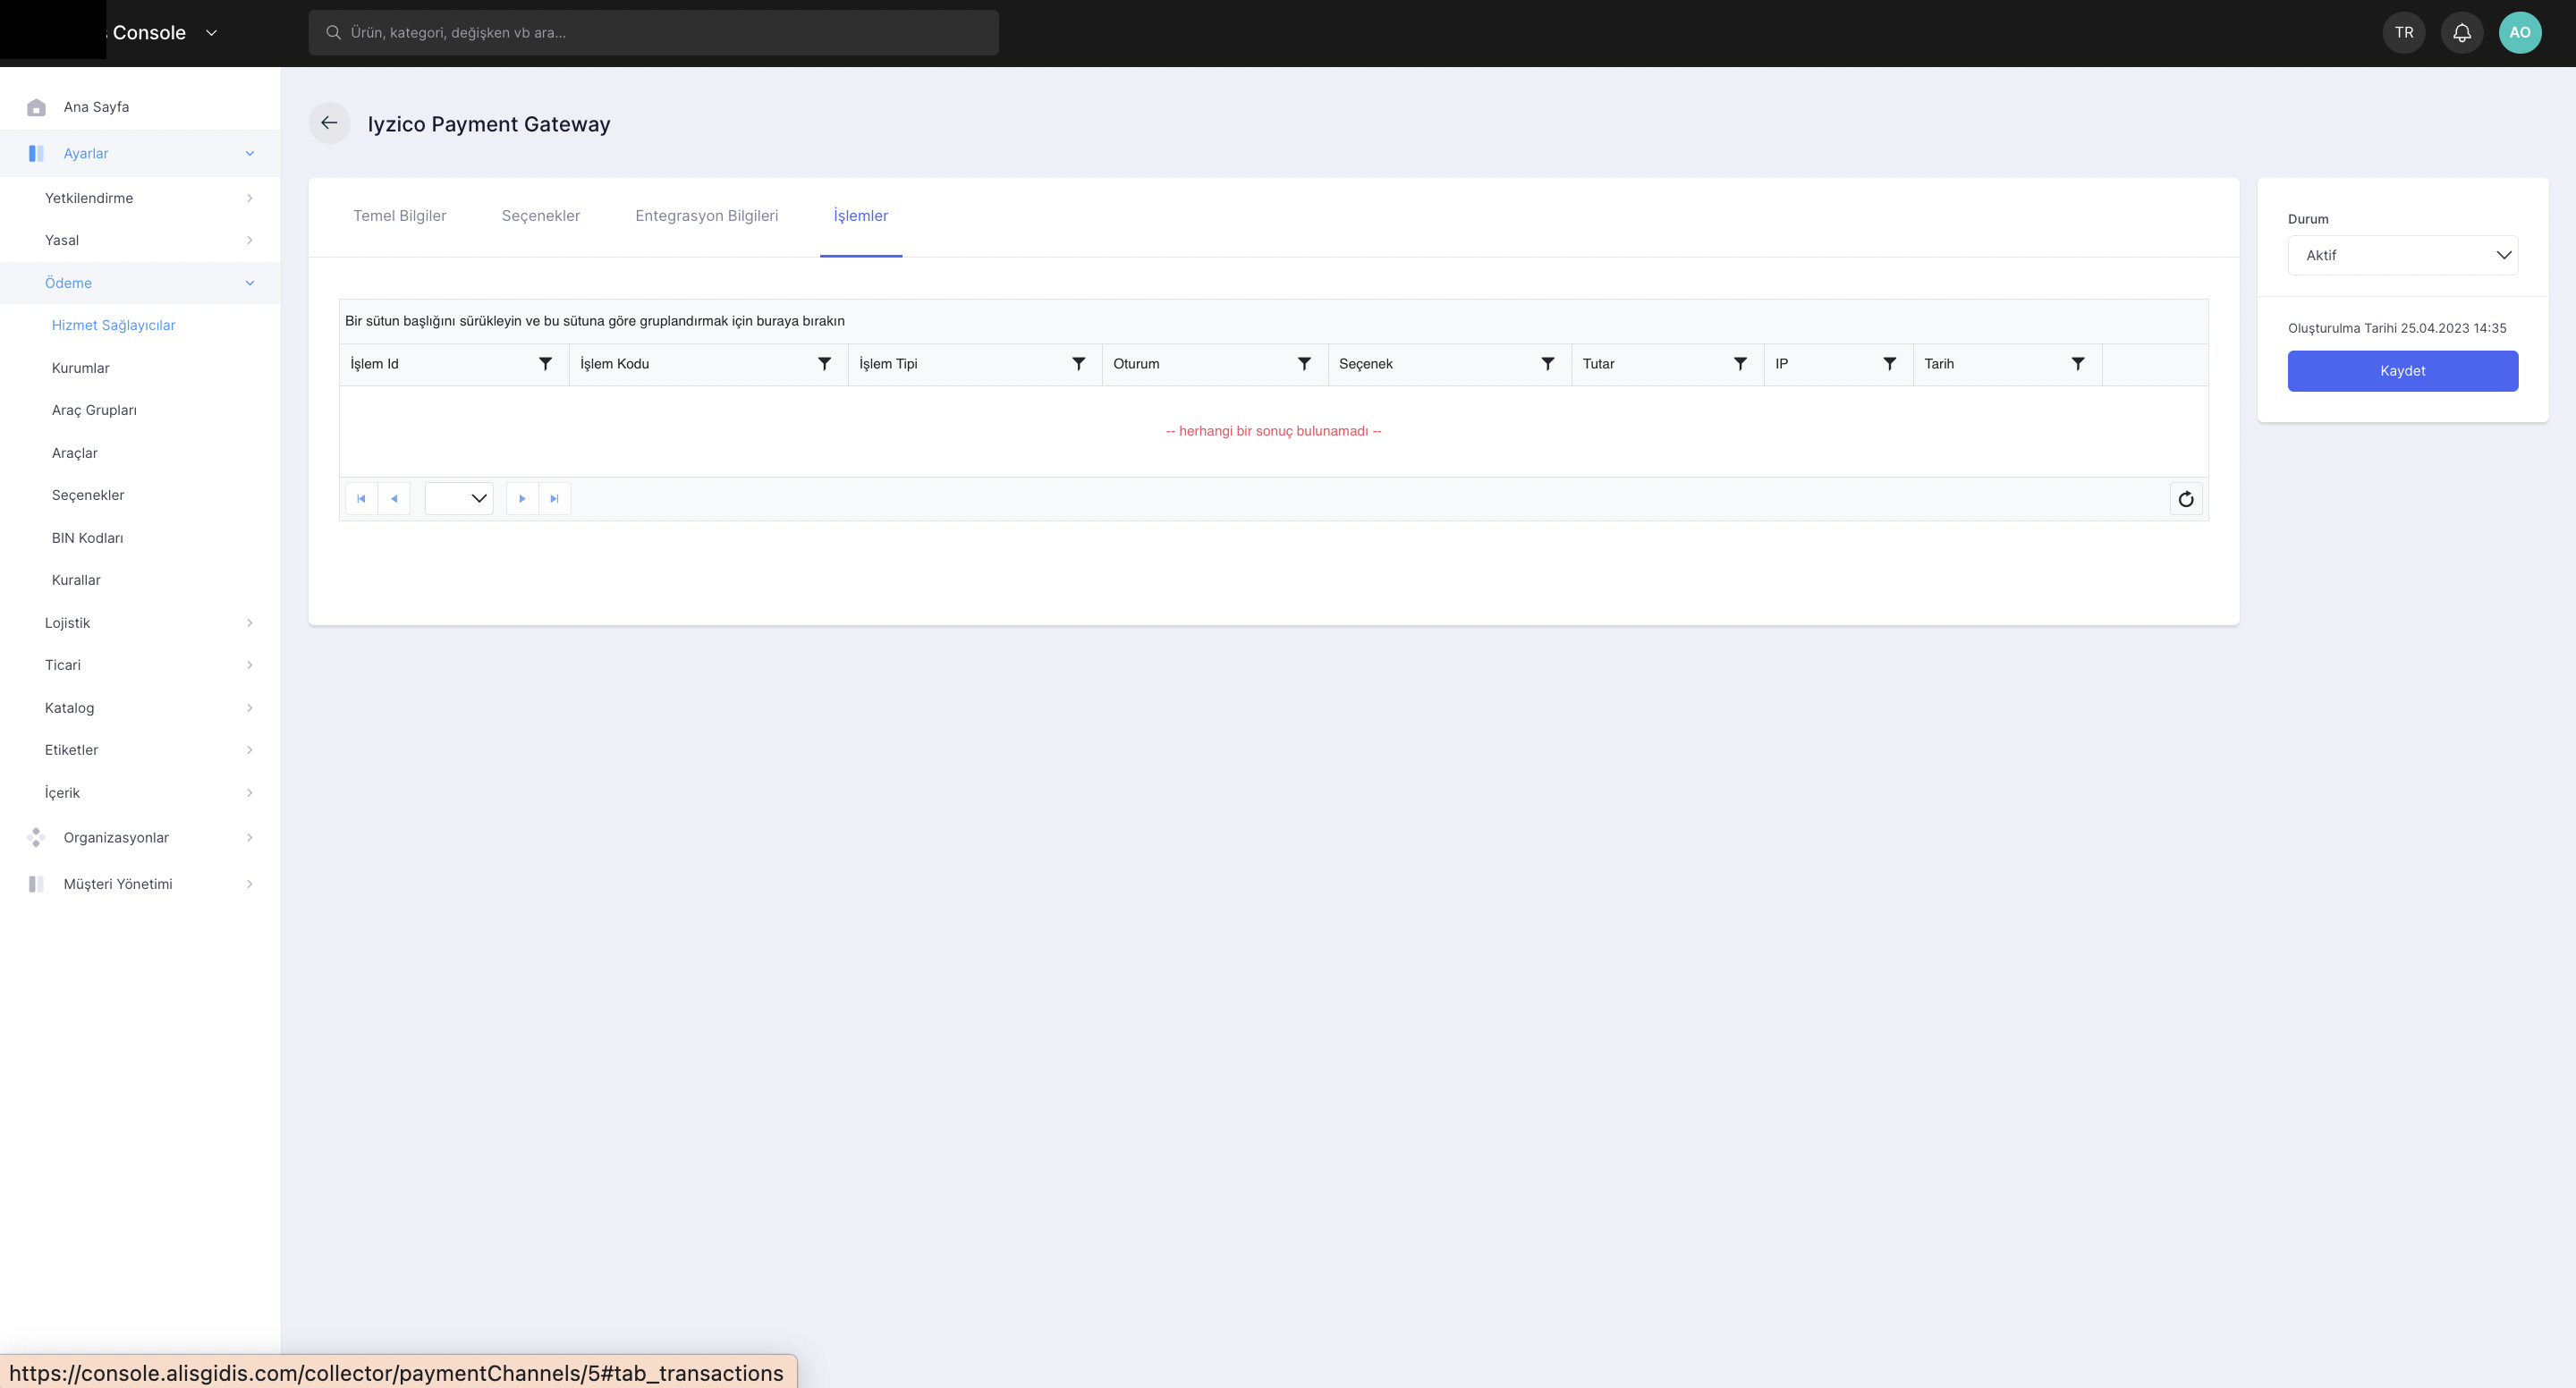 Console
Ürün, kategori, değişken vb ara...
TR
AO
Ana Sayfa
Ayarlar
Yetkilendirme
Yasal
Ödeme
Hizmet Sağlayıcılar
Kurumlar
Araç Grupları
Araçlar
Seçenekler
BIN Kodları
Kurallar
Lojistik
Ticari
Katalog
Etiketler
İçerik
Organizasyonlar
Müşteri Yönetimi
Iyzico Payment Gateway
Temel Bilgiler Seçenekler Entegrasyon Bilgileri İşlemler
Bir sütun başlığını sürükleyin ve bu sütuna göre gruplandırmak için buraya bırakın
İşlem Id İşlem Kodu İşlem Tipi Oturum Seçenek Tutar IP Tarih
-- herhangi bir sonuç bulunamadı --
Durum
Aktif
Oluşturulma Tarihi 25.04.2023 14:35
Kaydet
https://console.alisgidis.com/collector/paymentChannels/5#tab_transactions